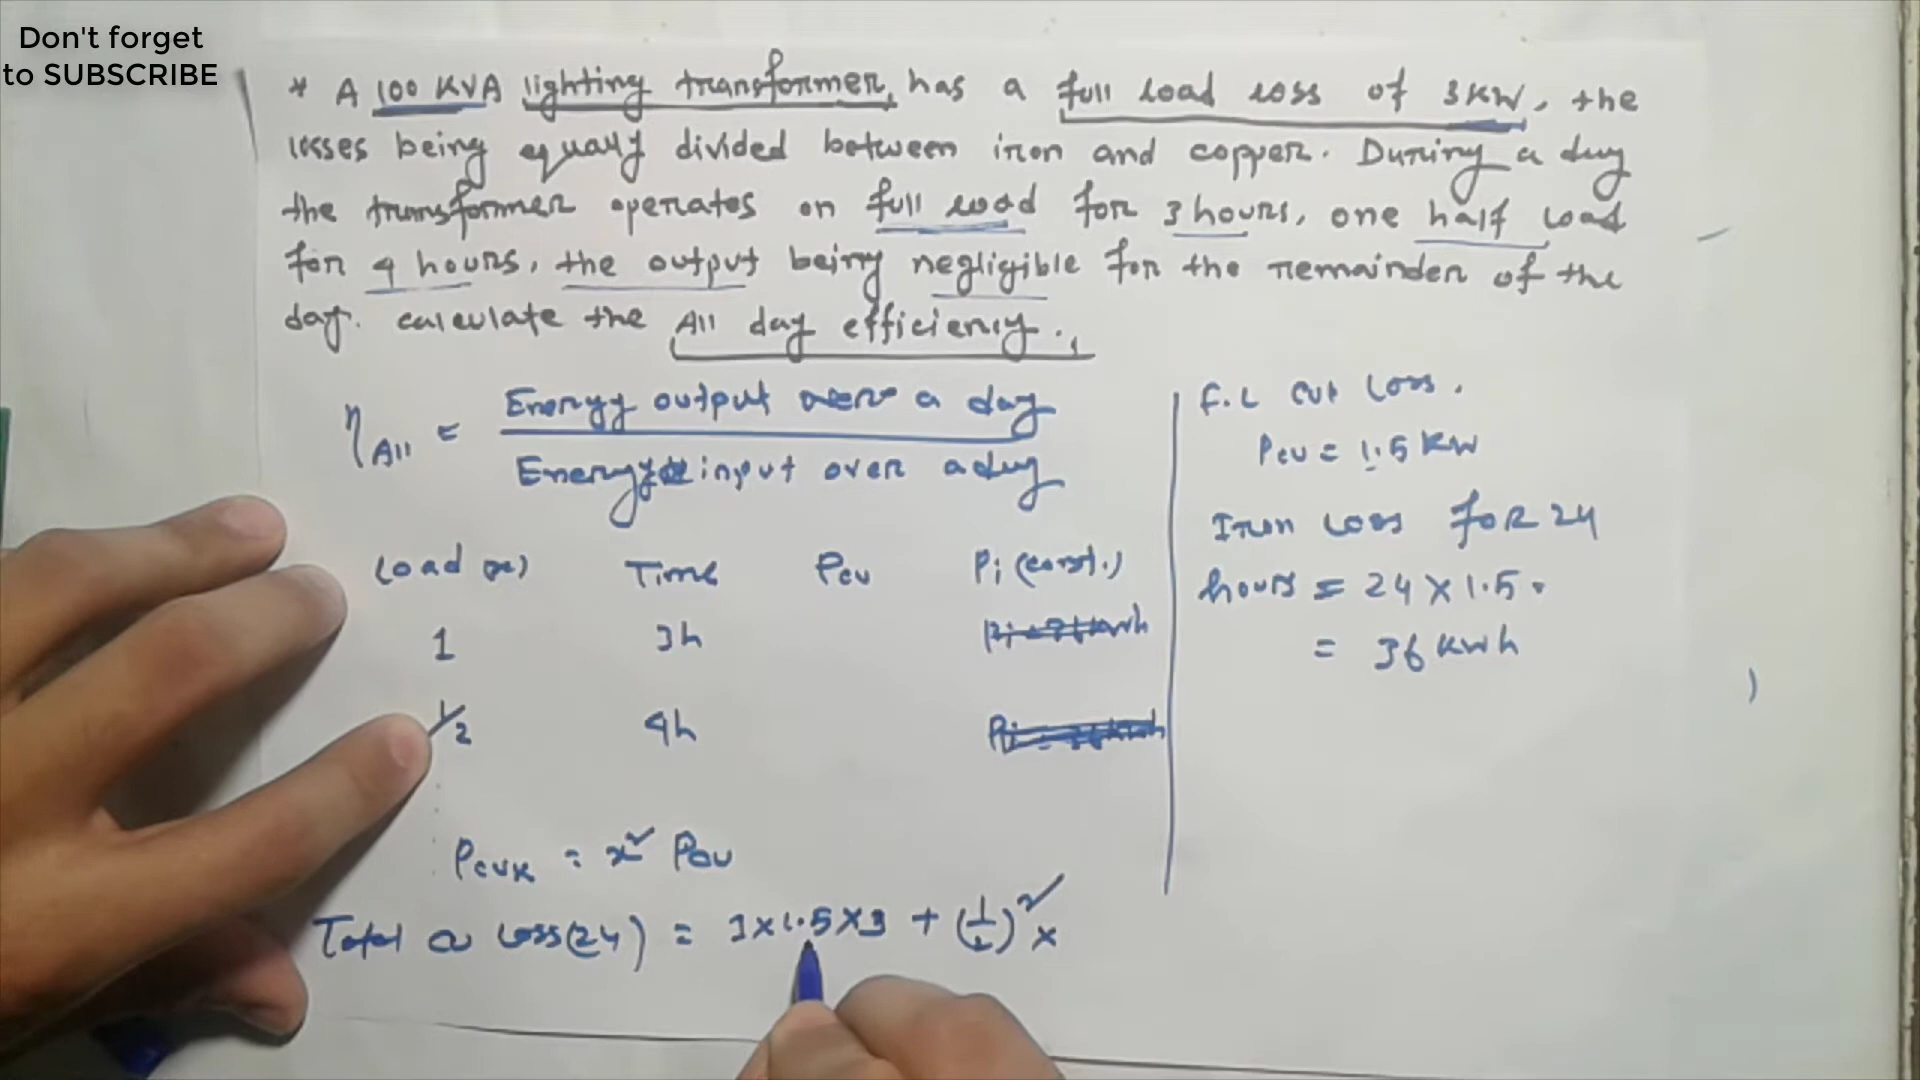 Don't forget
to SUBSCRIBE
* A 100 KVA lighting transformer, has a full load loss of 3KW, the
losses being equally divided between iron and copper. During a day
the transformer operates on full load for 3 hours, one half load
for 4 hours, the output being negligible for the remainder of the
day. calculate the All day efficiency.
η All = Energy output over a day
Energy input over a day
Load (x) Time Pcu Pi (const.)
1 3h
1/2 4h
Pcux = x² Pcu
Total cu loss(24) = 1×1.5×3 + (1/2)² ×
F.L cu loss.
Pcu = 1.5 KW
Iron loss for 24
hours = 24 × 1.5
= 36 kwh